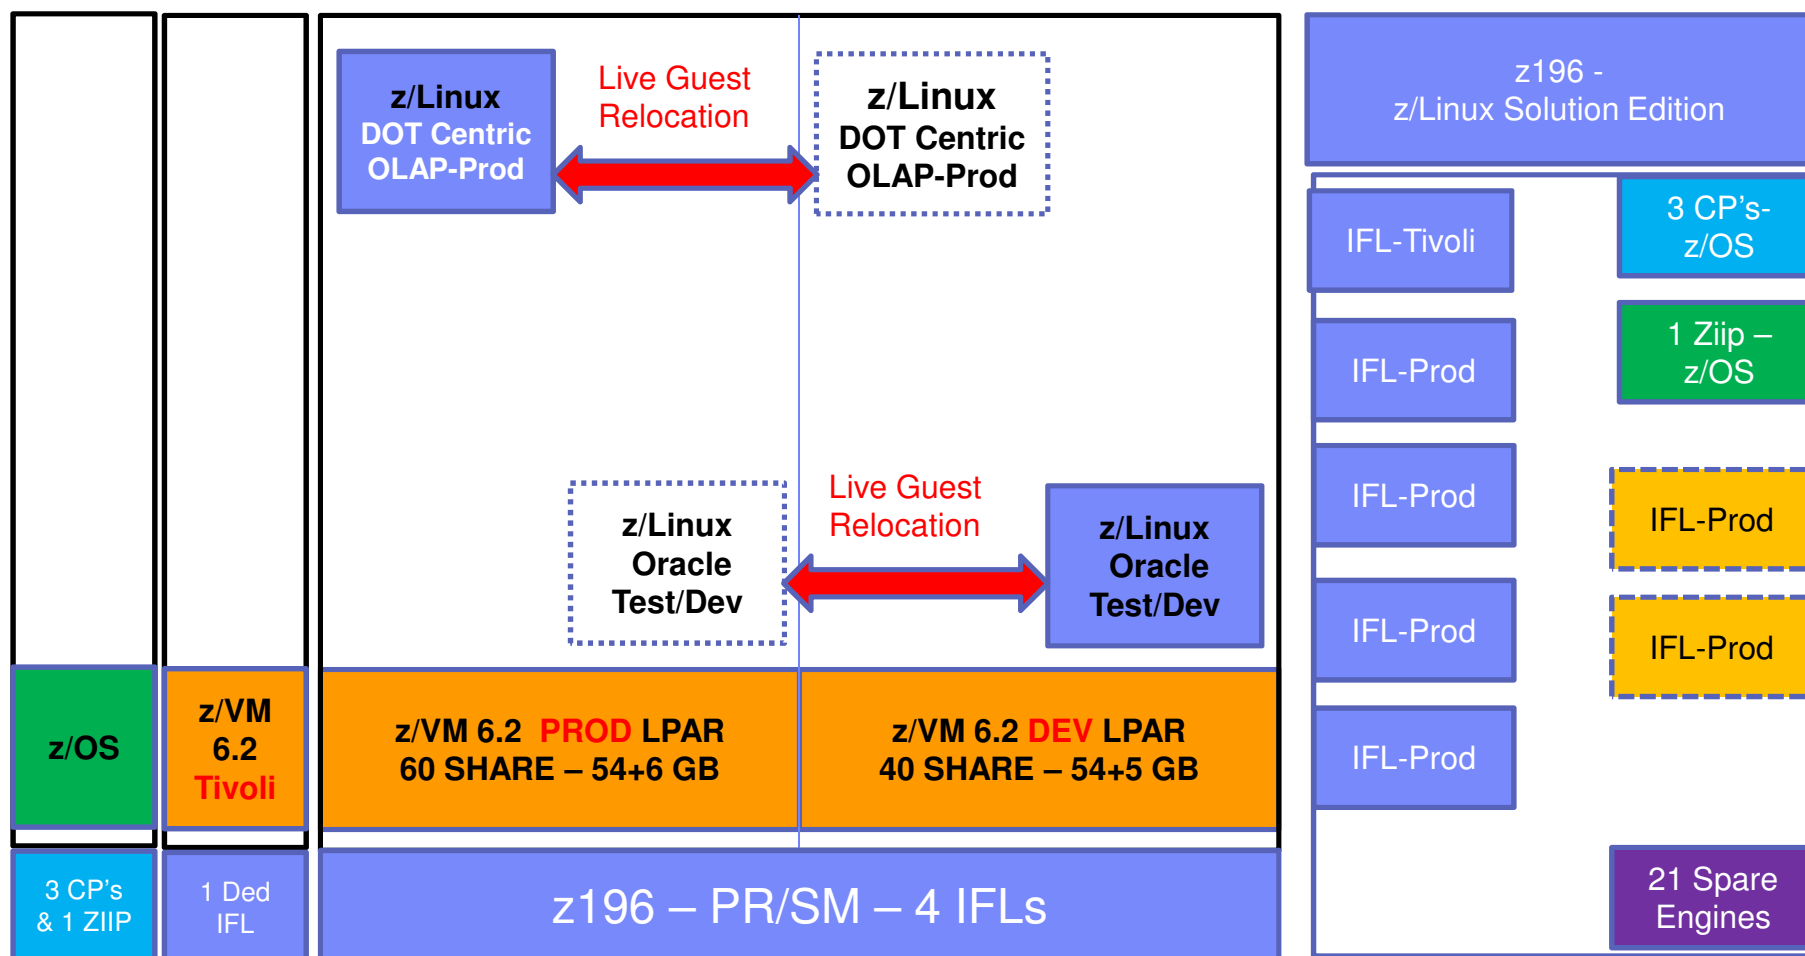 z/Linux
DOT Centric
OLAP-Prod
Live Guest
Relocation
z/Linux
DOT Centric
OLAP-Prod
z/Linux
Oracle
Test/Dev
Live Guest
Relocation
z/Linux
Oracle
Test/Dev
z/OS
z/VM
6.2
Tivoli
z/VM 6.2 PROD LPAR
60 SHARE – 54+6 GB
z/VM 6.2 DEV LPAR
40 SHARE – 54+5 GB
3 CP's
& 1 ZIIP
1 Ded
IFL
z196 – PR/SM – 4 IFLs
z196 -
z/Linux Solution Edition
IFL-Tivoli
IFL-Prod
IFL-Prod
IFL-Prod
IFL-Prod
3 CP's-
z/OS
1 Ziip –
z/OS
IFL-Prod
IFL-Prod
21 Spare
Engines